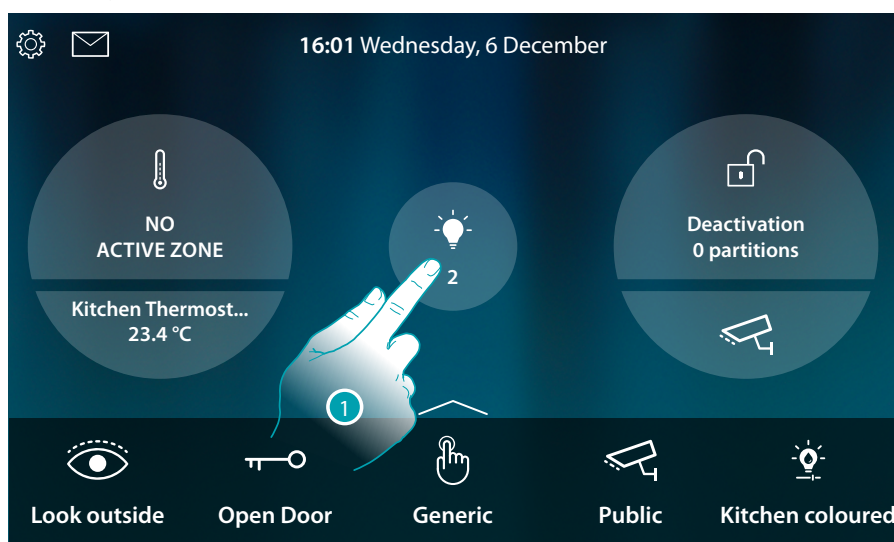 16:01 Wednesday, 6 December
NO
ACTIVE ZONE
Kitchen Thermost...
23.4 °C
2
1
Deactivation
0 partitions
Look outside
Open Door
Generic
Public
Kitchen coloured